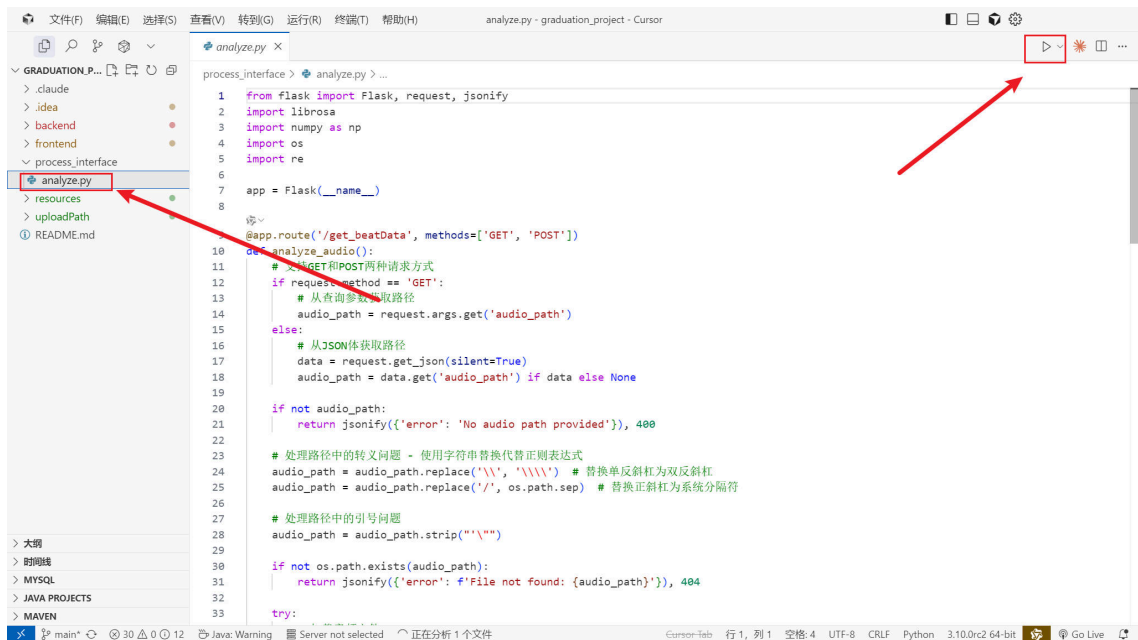 文件(F) 编辑(E) 选择(S) 查看(V) 转到(G) 运行(R) 终端(T) 帮助(H) analyze.py - graduation_project - Cursor
analyze.py
GRADUATION_P...
process_interface > analyze.py > ...
.claude
.idea
backend
frontend
process_interface
analyze.py
resources
uploadPath
README.md
1 from flask import Flask, request, jsonify
2 import librosa
3 import numpy as np
4 import os
5 import re
6
7 app = Flask(__name__)
8
9 @app.route('/get_beatData', methods=['GET', 'POST'])
10 def analyze_audio():
11 # 支持GET和POST两种请求方式
12 if request.method == 'GET':
13 # 从查询参数获取路径
14 audio_path = request.args.get('audio_path')
15 else:
16 # 从JSON体获取路径
17 data = request.get_json(silent=True)
18 audio_path = data.get('audio_path') if data else None
19
20 if not audio_path:
21 return jsonify({'error': 'No audio path provided'}), 400
22
23 # 处理路径中的转义问题 - 使用字符串替换代替正则表达式
24 audio_path = audio_path.replace('\\', '\\\\') # 替换单反斜杠为双反斜杠
25 audio_path = audio_path.replace('/', os.path.sep) # 替换正斜杠为系统分隔符
26
27 # 处理路径中的引号问题
28 audio_path = audio_path.strip("'\"")
29
30 if not os.path.exists(audio_path):
31 return jsonify({'error': f'File not found: {audio_path}'}), 404
32
33 try:
大纲
时间线
MYSQL
JAVA PROJECTS
MAVEN
main* 30 0 12 Java: Warning Server not selected 正在分析 1 个文件 Cursor Tab 行 1, 列 1 空格: 4 UTF-8 CRLF Python 3.10.0rc2 64-bit Go Live